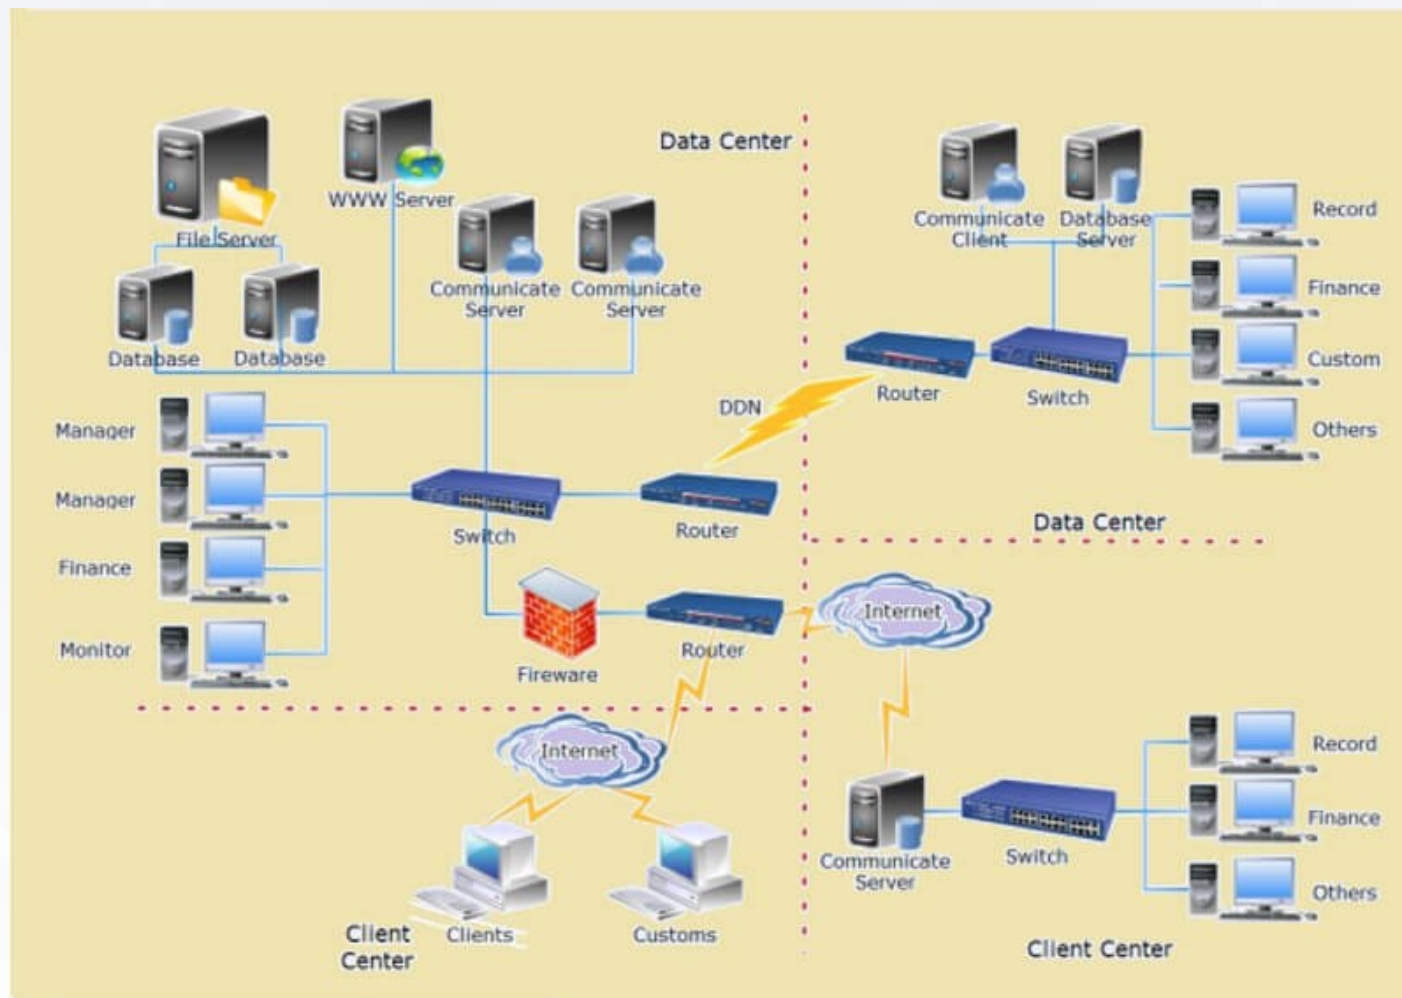 Data Center
File Server
WWW Server
Communicate
Server
Communicate
Server
Database
Database
Manager
Manager
Finance
Monitor
Switch
Router
DDN
Fireware
Router
Communicate
Client
Database
Server
Record
Finance
Custom
Others
Router
Switch
Data Center
Internet
Internet
Clients
Customs
Client
Center
Communicate
Server
Switch
Record
Finance
Others
Client Center